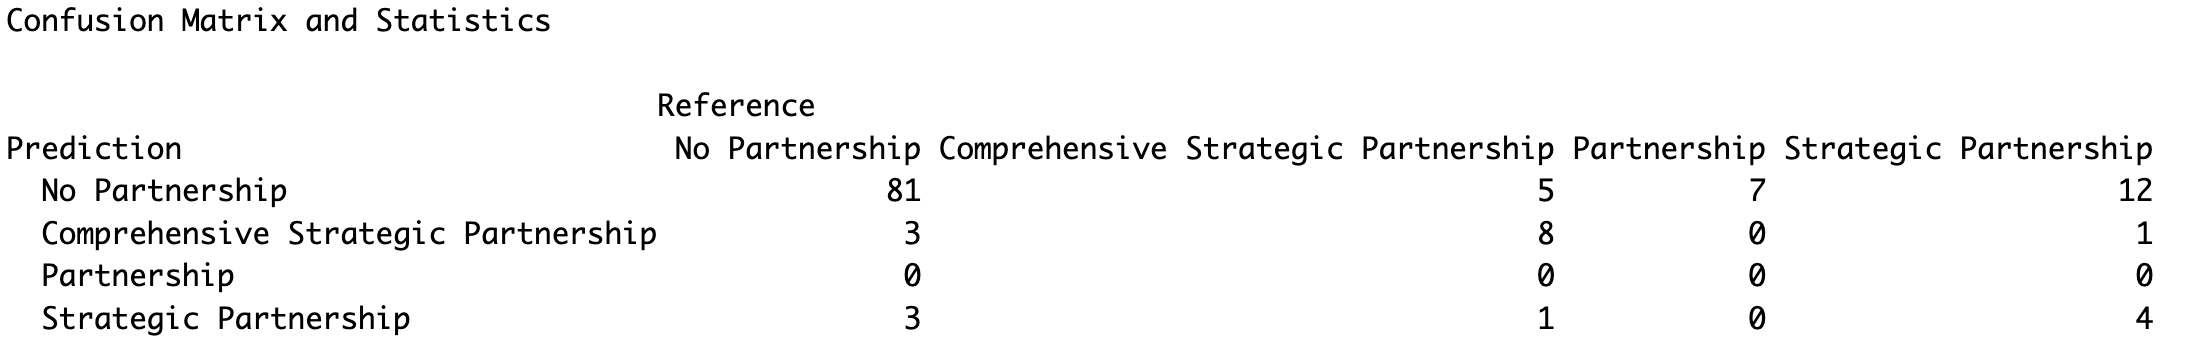 Confusion Matrix and Statistics
Reference
Prediction No Partnership Comprehensive Strategic Partnership Partnership Strategic Partnership
No Partnership 81 5 7 12
Comprehensive Strategic Partnership 3 8 0 1
Partnership 0 0 0 0
Strategic Partnership 3 1 0 4